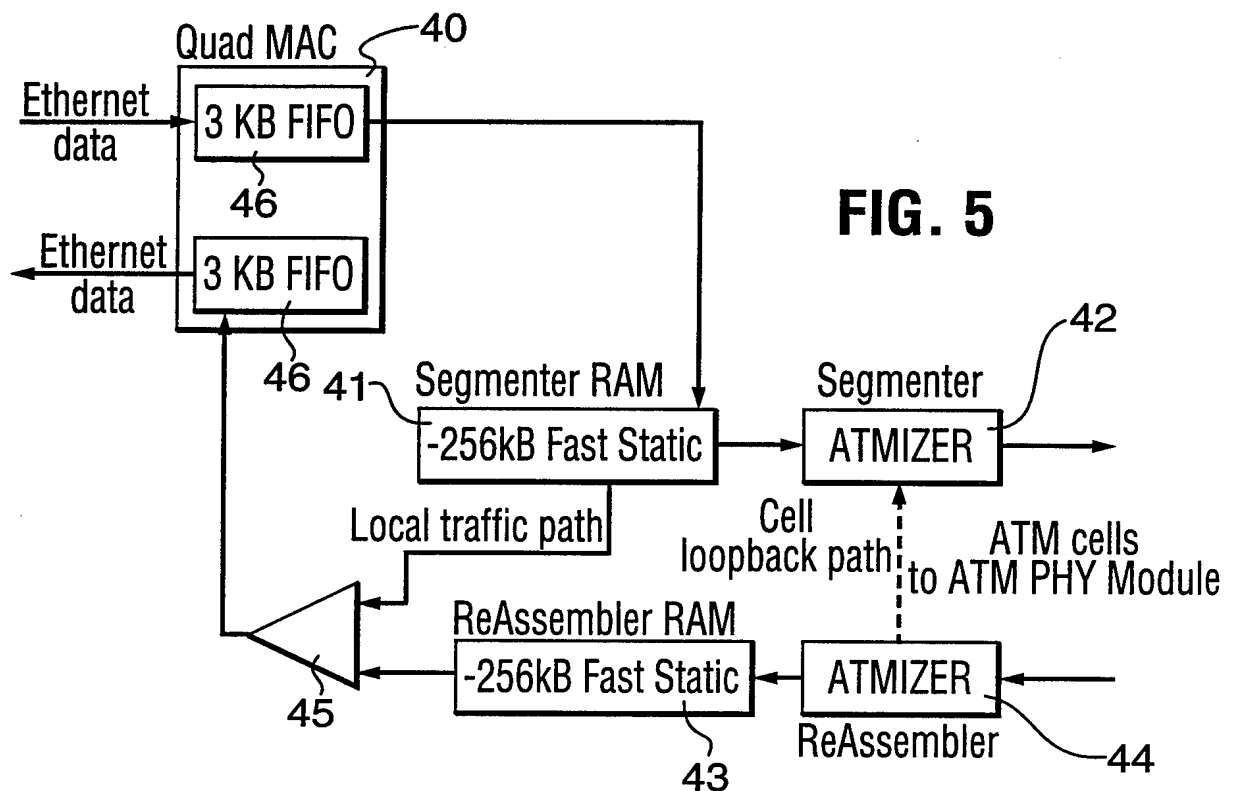 Quad MAC
40
Ethernet
data
3 KB FIFO
46
Ethernet
data
3 KB FIFO
46
FIG. 5
41
Segmenter RAM
-256kB Fast Static
Segmenter
42
ATMIZER
Local traffic path
Cell
loopback path
ATM cells
to ATM PHY Module
45
ReAssembler RAM
-256kB Fast Static
43
ATMIZER
ReAssembler
44